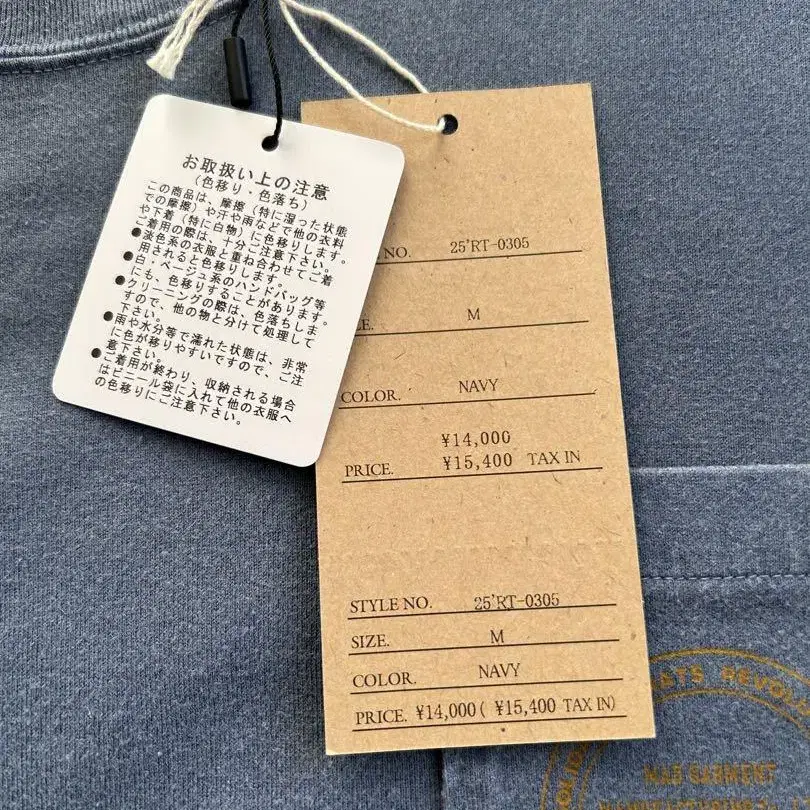 お取扱い上の注意
（色移り・色落ち）
この商品は、摩擦（特に湿った状態
での摩擦）や汗や雨などで他の衣料
や下着（特に白物）に色移りします。
ご着用の際は、十分ご注意下さい。
●淡色系の衣服と重ね合わせてご着
用されると色移りします。
●白・ベージュ系のハンドバッグ等
にも、色移りすることがあります。
●クリーニングの際は、色落ちしま
すので、他の物と分けて処理して
下さい。
●雨や水分等で濡れた状態は、非常
に色が移りやすいですので、ご注
意下さい。
●ご着用が終わり、収納される場合
はビニール袋に入れて他の衣服へ
の色移りにご注意下さい。
NO. 25'RT-0305
M
COLOR. NAVY
¥14,000
PRICE. ¥15,400 TAX IN
STYLE NO. 25'RT-0305
SIZE. M
COLOR. NAVY
PRICE. ¥14,000( ¥15,400 TAX IN)
GARMENT